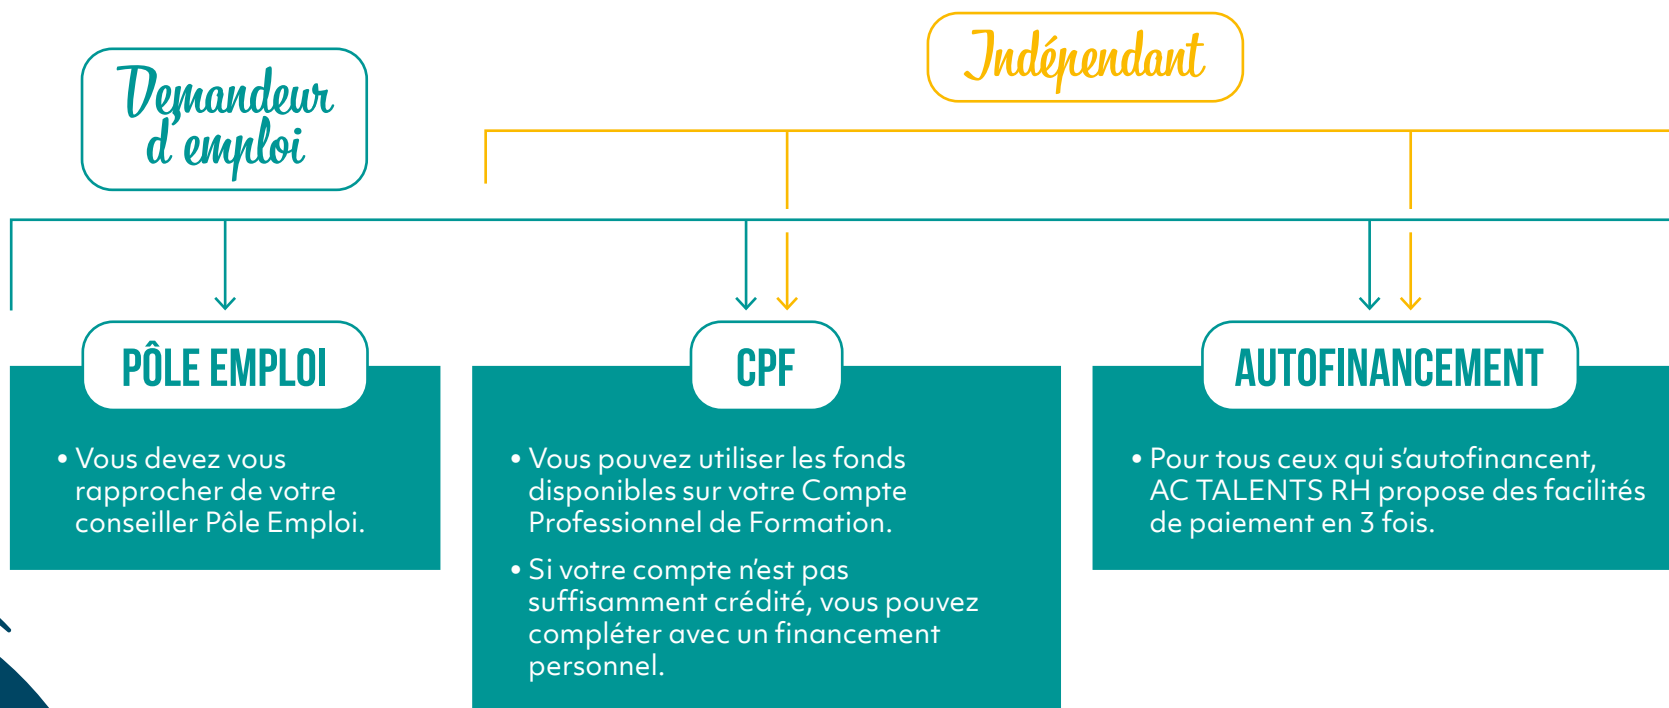 Demandeur
d'emploi
Indépendant
PÔLE EMPLOI
• Vous devez vous
rapprocher de votre
conseiller Pôle Emploi.
CPF
• Vous pouvez utiliser les fonds
disponibles sur votre Compte
Professionnel de Formation.
• Si votre compte n'est pas
suffisamment crédité, vous pouvez
compléter avec un financement
personnel.
AUTOFINANCEMENT
• Pour tous ceux qui s'autofinancent,
AC TALENTS RH propose des facilités
de paiement en 3 fois.